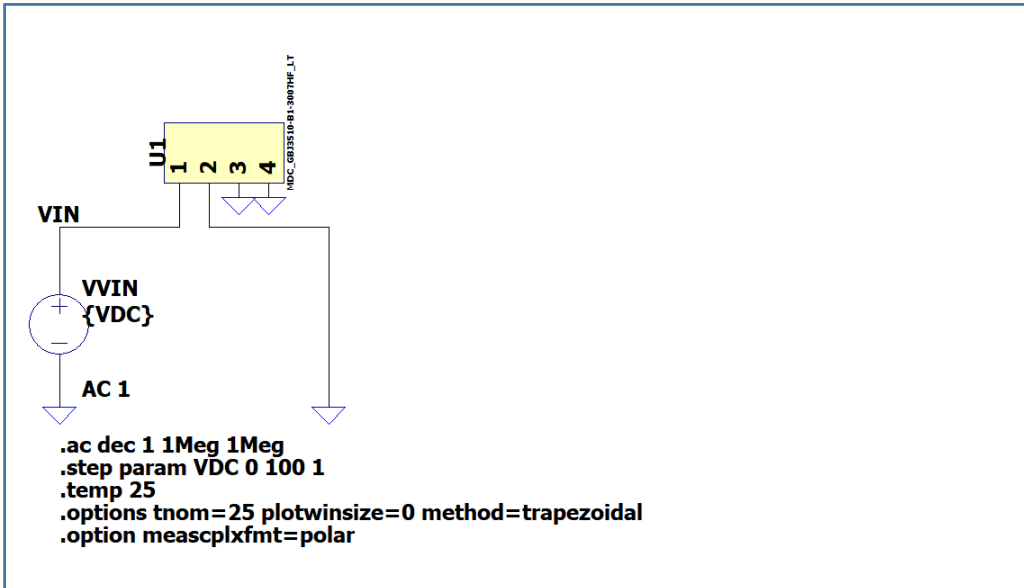 MDC_GBJ3510-B1-3007HF_LT
U1
1 2 3 4
VIN
VVIN
{VDC}
AC 1
.ac dec 1 1Meg 1Meg
.step param VDC 0 100 1
.temp 25
.options tnom=25 plotwinsize=0 method=trapezoidal
.option meascplxfmt=polar